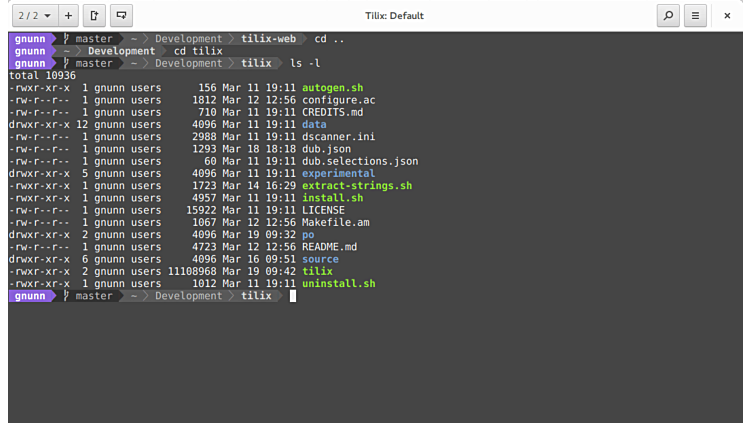 2 / 2 Tilix: Default
gnunn master ~ Development tilix-web cd ..
gnunn ~ Development cd tilix
gnunn master ~ Development tilix ls -l
total 10936
-rwxr-xr-x 1 gnunn users 156 Mar 11 19:11 autogen.sh
-rw-r--r-- 1 gnunn users 1812 Mar 12 12:56 configure.ac
-rw-r--r-- 1 gnunn users 710 Mar 11 19:11 CREDITS.md
drwxr-xr-x 12 gnunn users 4096 Mar 11 19:11 data
-rw-r--r-- 1 gnunn users 2988 Mar 11 19:11 dscanner.ini
-rw-r--r-- 1 gnunn users 1293 Mar 18 18:18 dub.json
-rw-r--r-- 1 gnunn users 60 Mar 11 19:11 dub.selections.json
drwxr-xr-x 5 gnunn users 4096 Mar 11 19:11 experimental
-rwxr-xr-x 1 gnunn users 1723 Mar 14 16:29 extract-strings.sh
-rwxr-xr-x 1 gnunn users 4957 Mar 11 19:11 install.sh
-rw-r--r-- 1 gnunn users 15922 Mar 11 19:11 LICENSE
-rw-r--r-- 1 gnunn users 1067 Mar 12 12:56 Makefile.am
drwxr-xr-x 2 gnunn users 4096 Mar 19 09:32 po
-rw-r--r-- 1 gnunn users 4723 Mar 12 12:56 README.md
drwxr-xr-x 6 gnunn users 4096 Mar 16 09:51 source
-rwxr-xr-x 2 gnunn users 11108968 Mar 19 09:42 tilix
-rwxr-xr-x 1 gnunn users 1012 Mar 11 19:11 uninstall.sh
gnunn master ~ Development tilix